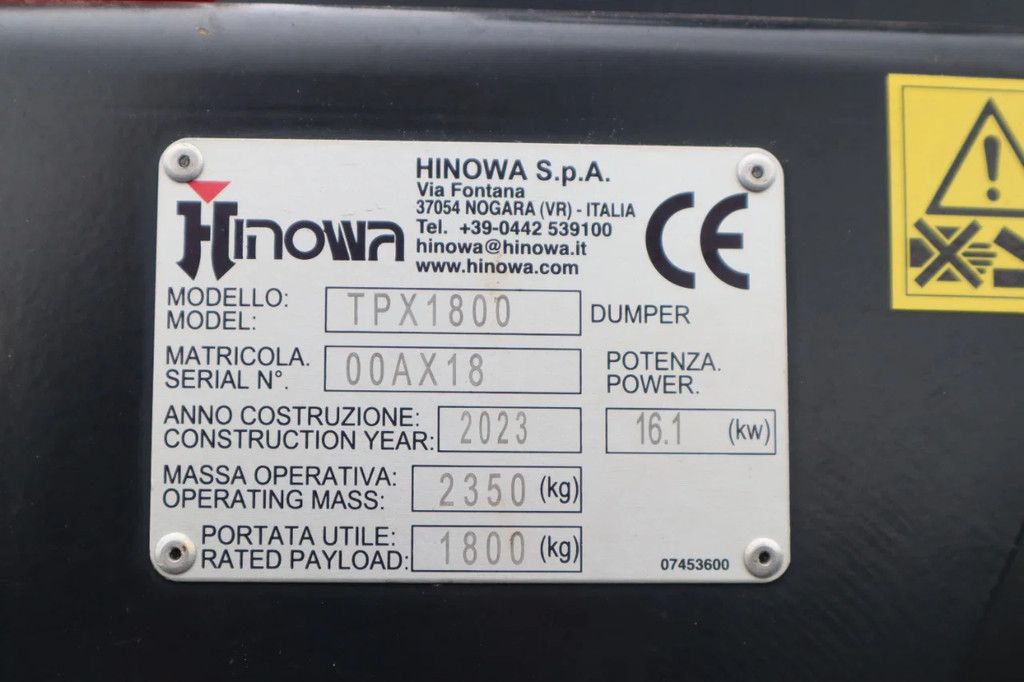 HINOWA
HINOWA S.p.A.
Via Fontana
37054 NOGARA (VR) - ITALIA
Tel. +39-0442 539100
hinowa@hinowa.it
www.hinowa.com
CE
MODELLO:
MODEL:
TPX1800
DUMPER
MATRICOLA.
SERIAL N°.
00AX18
POTENZA.
POWER.
16.1 (kw)
ANNO COSTRUZIONE:
CONSTRUCTION YEAR:
2023
MASSA OPERATIVA:
OPERATING MASS:
2350 (kg)
PORTATA UTILE:
RATED PAYLOAD:
1800 (kg)
07453600